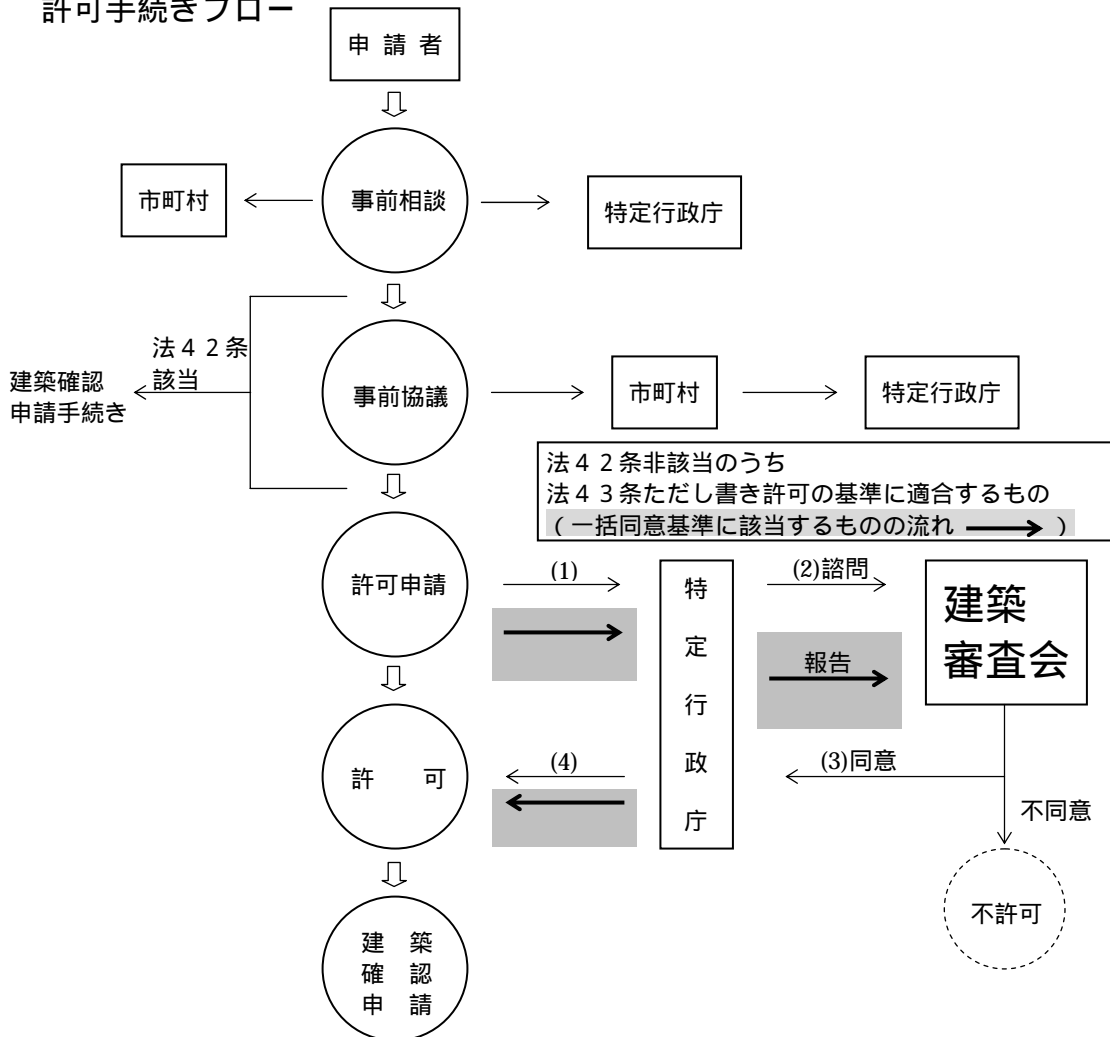 許可手続きフロー
申 請 者
市町村
事前相談
特定行政庁
法４２条
該当
建築確認
申請手続き
事前協議
市町村
特定行政庁
法４２条非該当のうち
法４３条ただし書き許可の基準に適合するもの
（一括同意基準に該当するものの流れ ）
許可申請
(1)
特
定
行
政
庁
(2)諮問
建築
審査会
報告
許 可
(4)
(3)同意
不同意
不許可
建 築
確 認
申 請